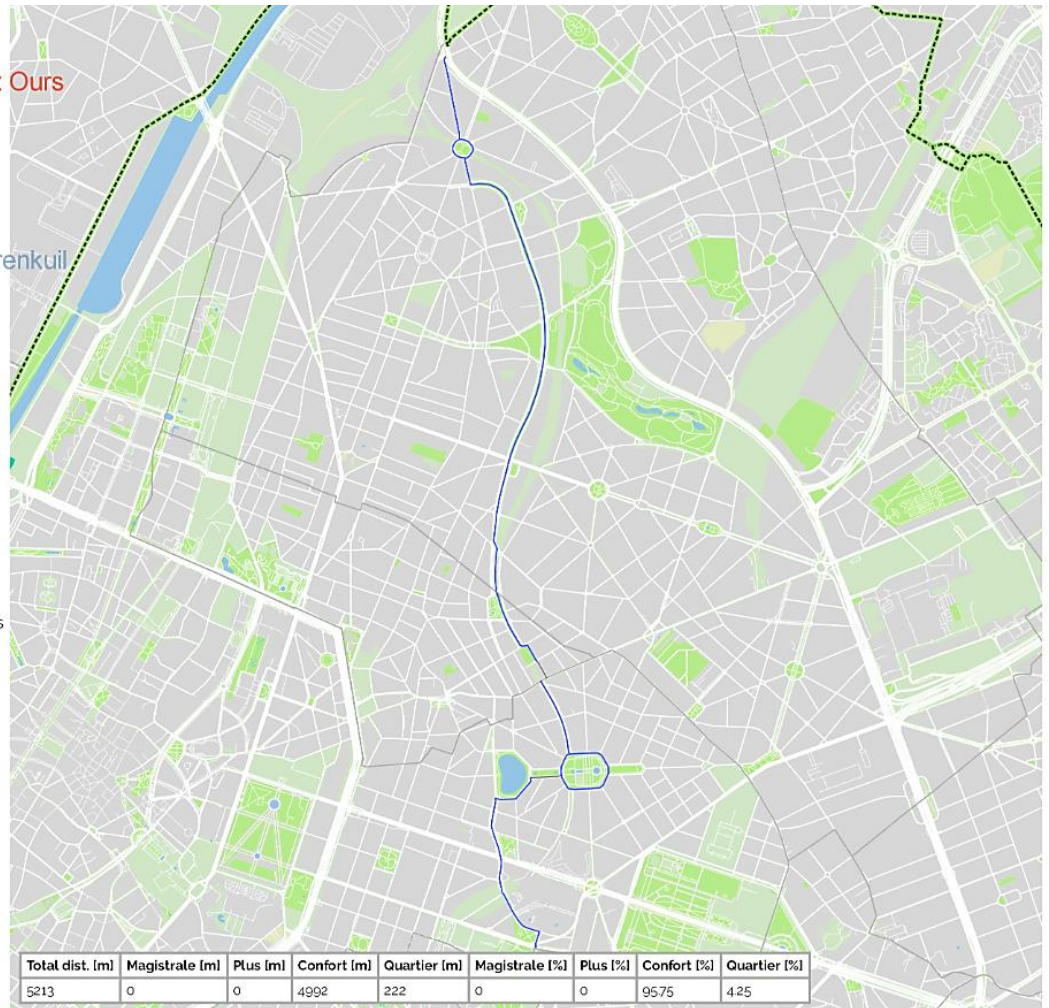 Ours
renkuil
s
Total dist. [m] Magistrale [m] Plus [m] Confort [m] Quartier [m] Magistrale [%] Plus [%] Confort [%] Quartier [%]
5213 0 0 4992 222 0 0 95.75 4.25